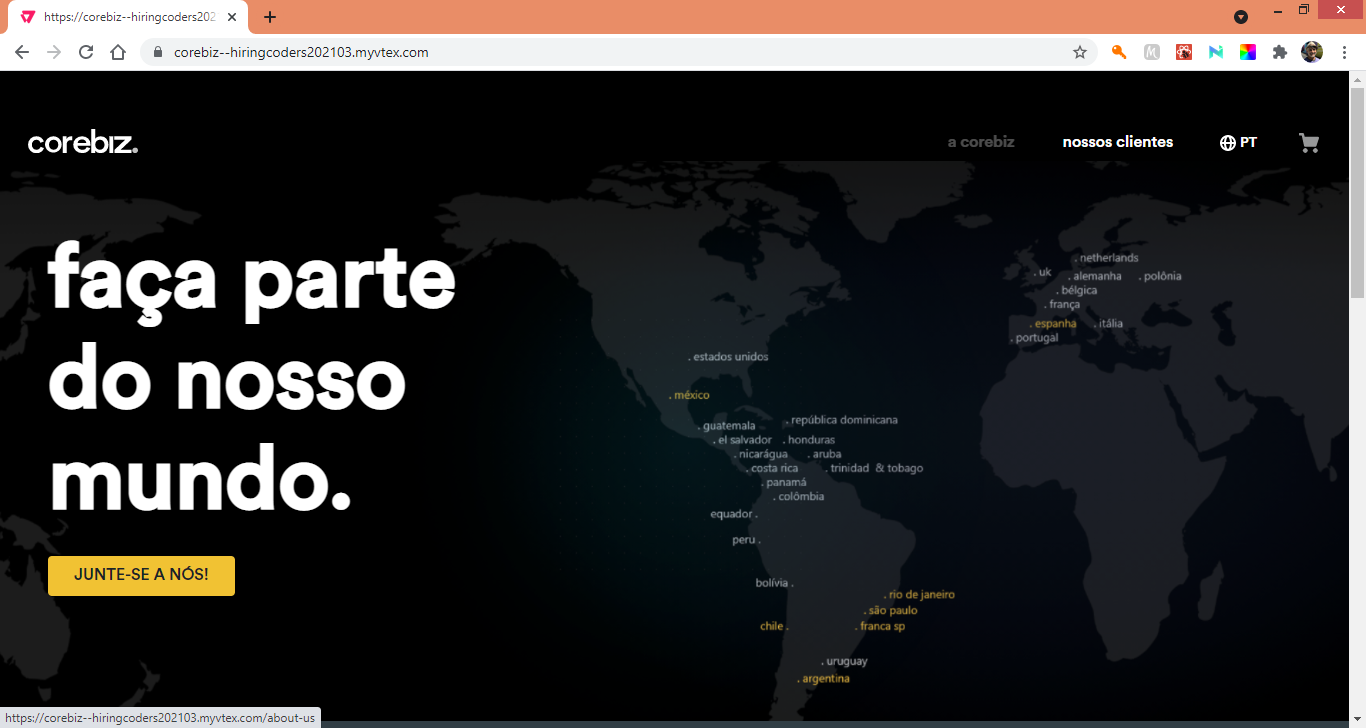 https://corebiz--hiringcoders202
corebiz--hiringcoders202103.myvtex.com
corebiz.
a corebiz
nossos clientes
PT
faça parte
do nosso
mundo.
JUNTE-SE A NÓS!
. netherlands
. uk
. alemanha
. polônia
. bélgica
. frança
. espanha
. itália
. portugal
. estados unidos
. méxico
. república dominicana
. guatemala
. el salvador
. honduras
. nicarágua
. aruba
. costa rica
. trinidad & tobago
. panamá
. colômbia
equador .
peru .
bolívia .
. rio de janeiro
. são paulo
chile .
. franca sp
. uruguay
. argentina
https://corebiz--hiringcoders202103.myvtex.com/about-us